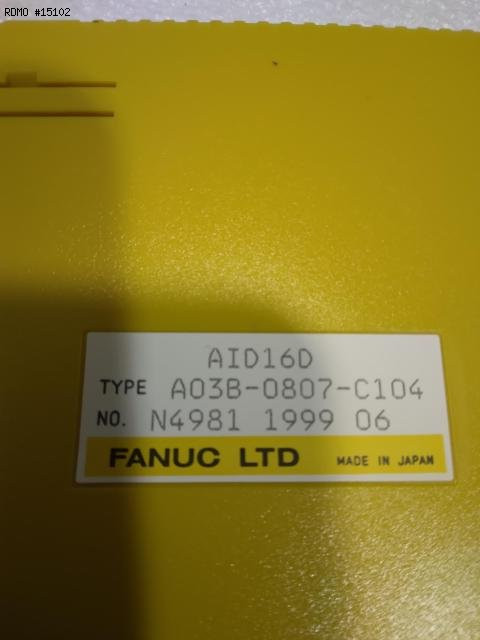 RDMO #15102
AID16D
TYPE A03B-0807-C104
NO. N4981 1999 06
FANUC LTD MADE IN JAPAN